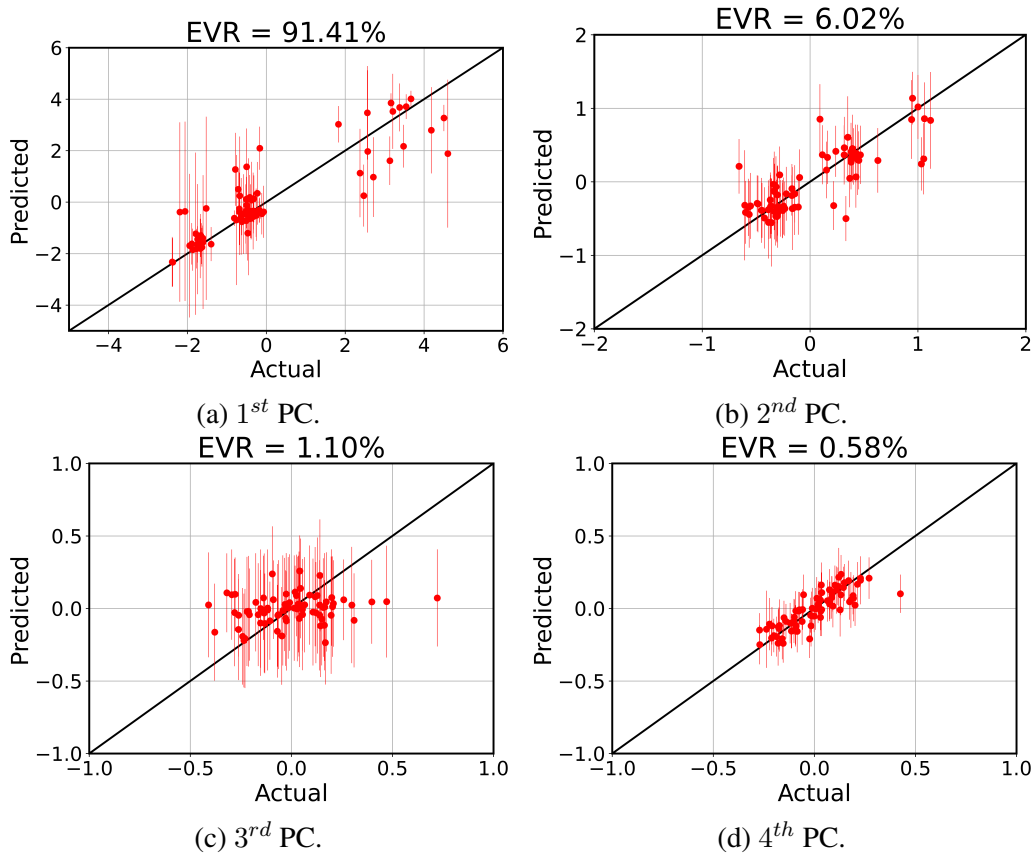 EVR = 91.41%
6
4
2
0
−2
−4
Predicted
−4
−2
0
2
4
6
Actual
(a) 1st PC.
EVR = 6.02%
2
1
0
−1
−2
Predicted
−2
−1
0
1
2
Actual
(b) 2nd PC.
EVR = 1.10%
1.0
0.5
0.0
−0.5
−1.0
Predicted
−1.0
−0.5
0.0
0.5
1.0
Actual
(c) 3rd PC.
EVR = 0.58%
1.0
0.5
0.0
−0.5
−1.0
Predicted
−1.0
−0.5
0.0
0.5
1.0
Actual
(d) 4th PC.